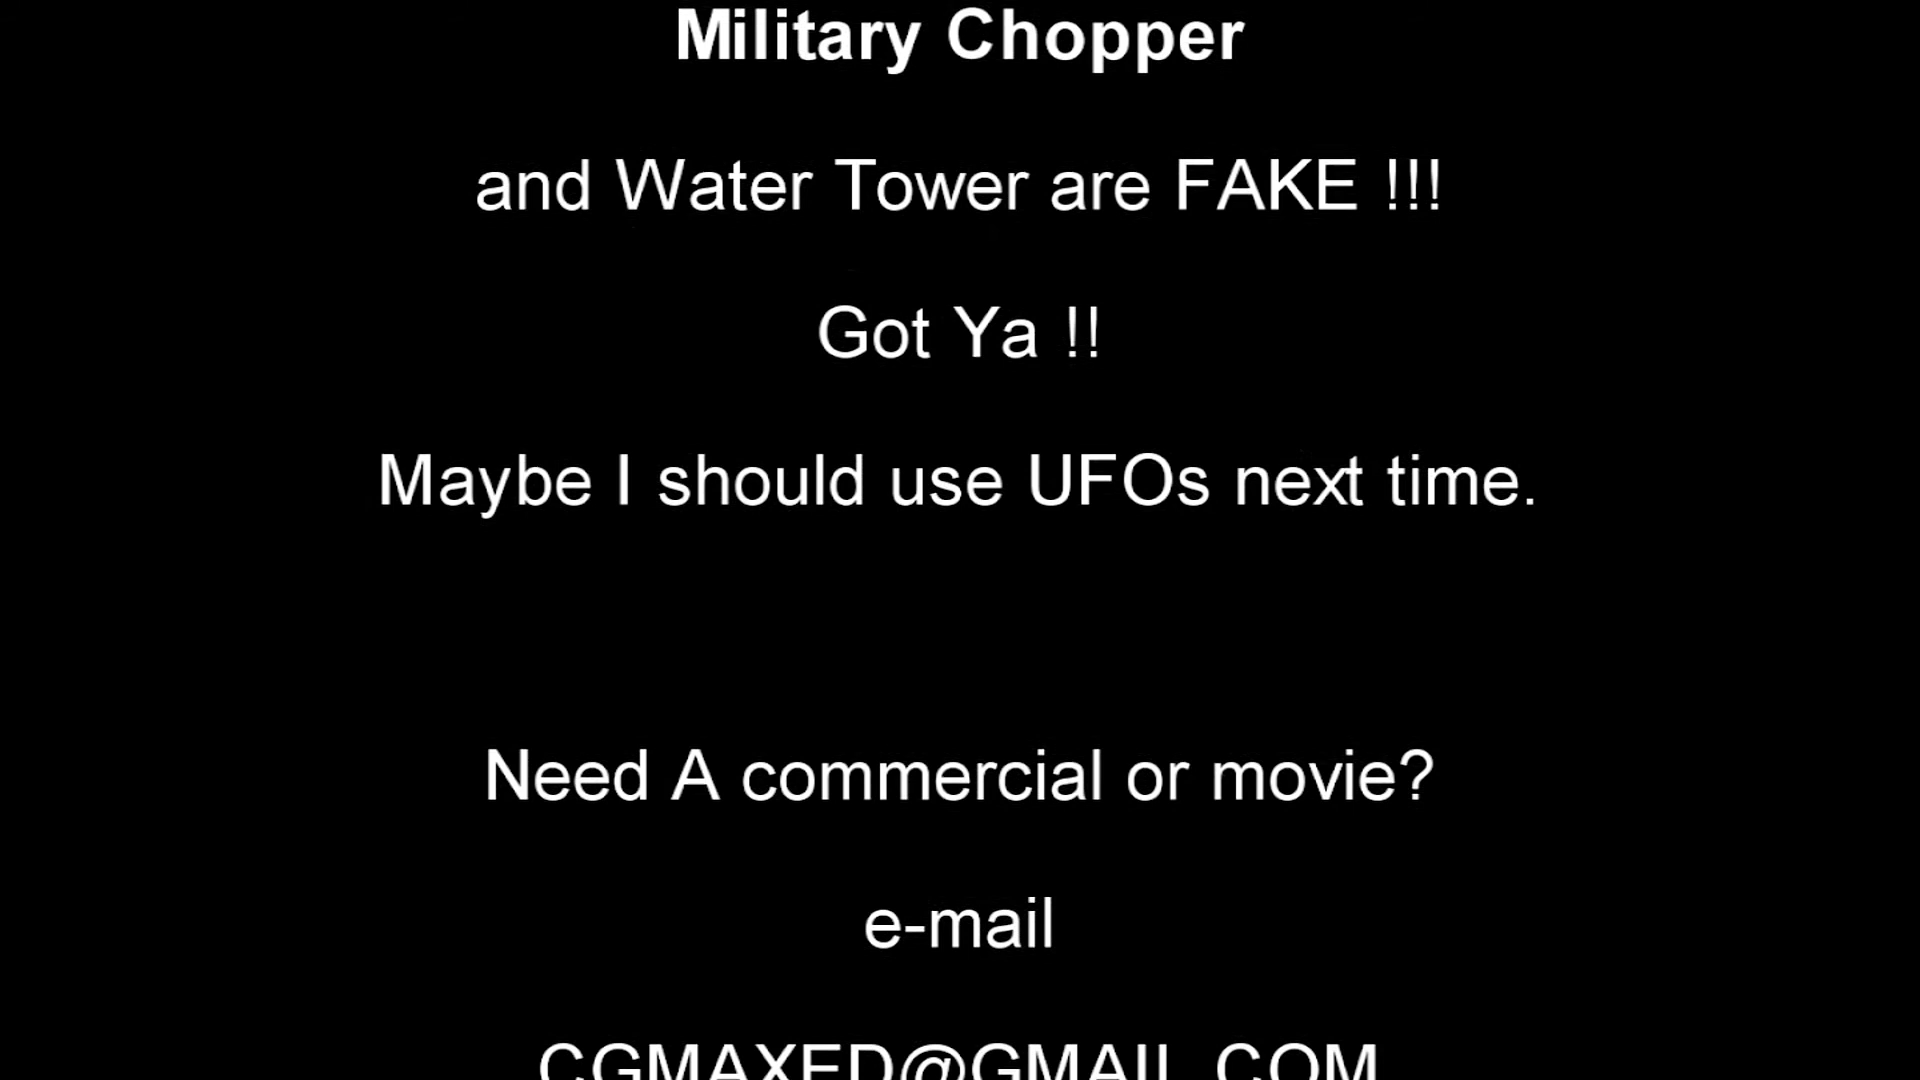 Military Chopper
and Water Tower are FAKE !!!
Got Ya !!
Maybe I should use UFOs next time.
Need A commercial or movie?
e-mail
CGMAXED@GMAIL.COM